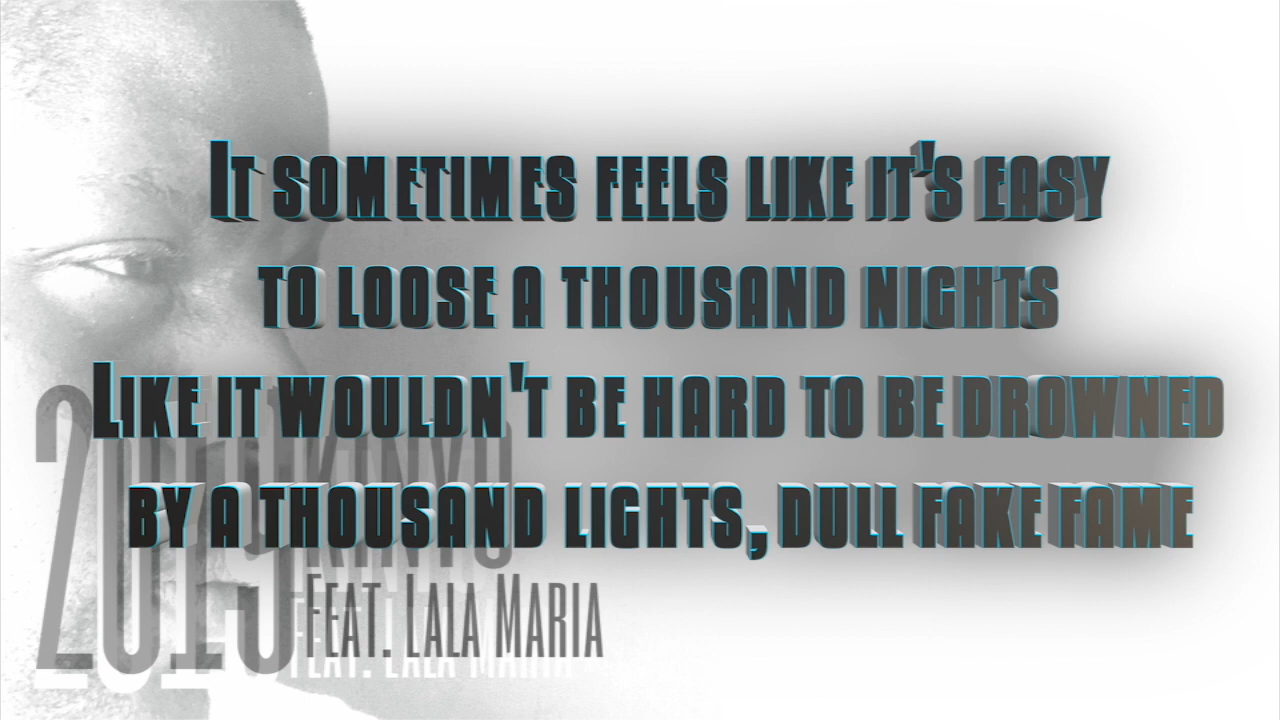 It sometimes feels like it's easy
to loose a thousand nights
Like it wouldn't be hard to be drowned
by a thousand lights, dull fake fame
2015
Feat. Lala Maria